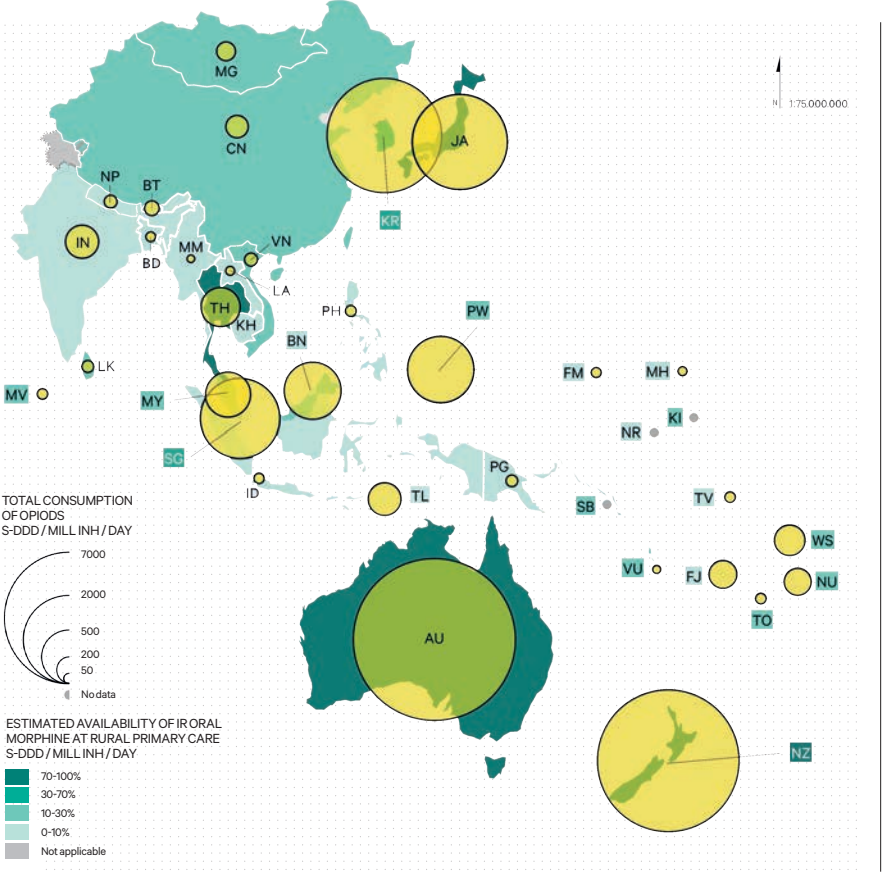 MG
N 1:75.000.000
CN
JA
NP
BT
KR
IN
BD
MM
VN
LA
TH
KH
PH
PW
BN
LK
MV
MY
FM
MH
KI
NR
SG
ID
TL
PG
SB
TV
WS
VU
FJ
NU
TO
AU
NZ
TOTAL CONSUMPTION
OF OPIODS
S-DDD / MILL INH / DAY
7000
2000
500
200
50
No data
ESTIMATED AVAILABILITY OF IR ORAL
MORPHINE AT RURAL PRIMARY CARE
S-DDD / MILL INH / DAY
70-100%
30-70%
10-30%
0-10%
Not applicable